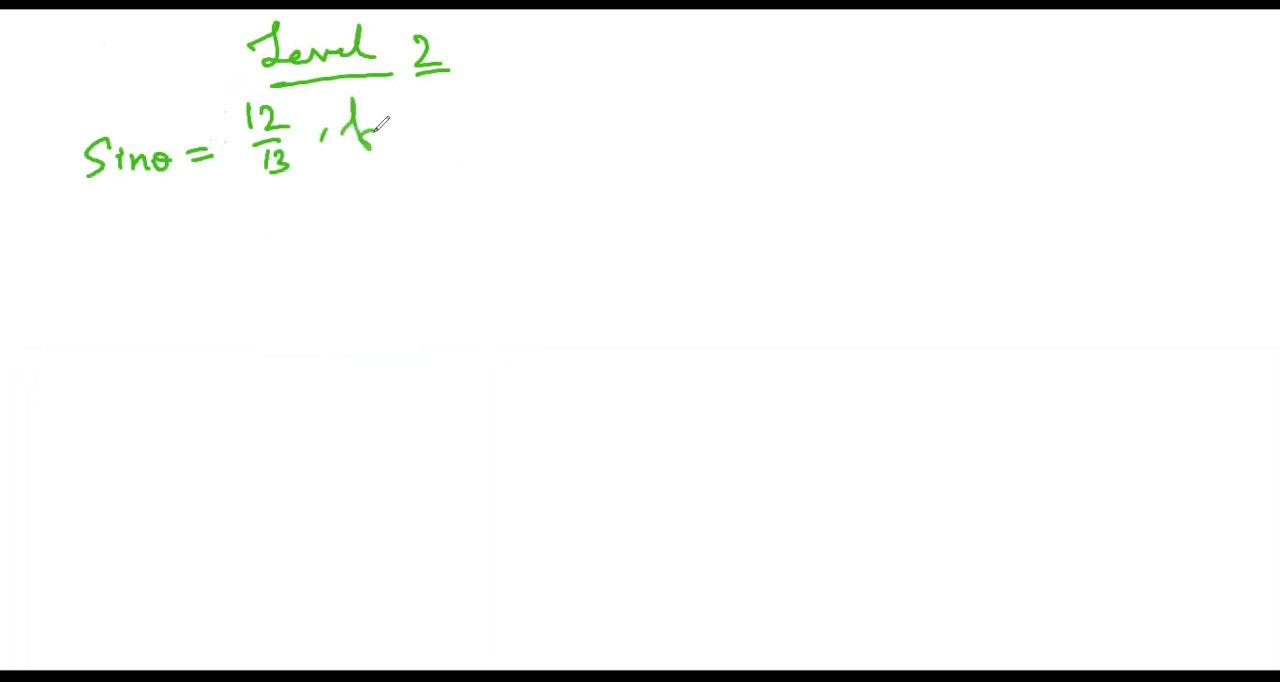 Level 2
Sinθ = 12/13 ,